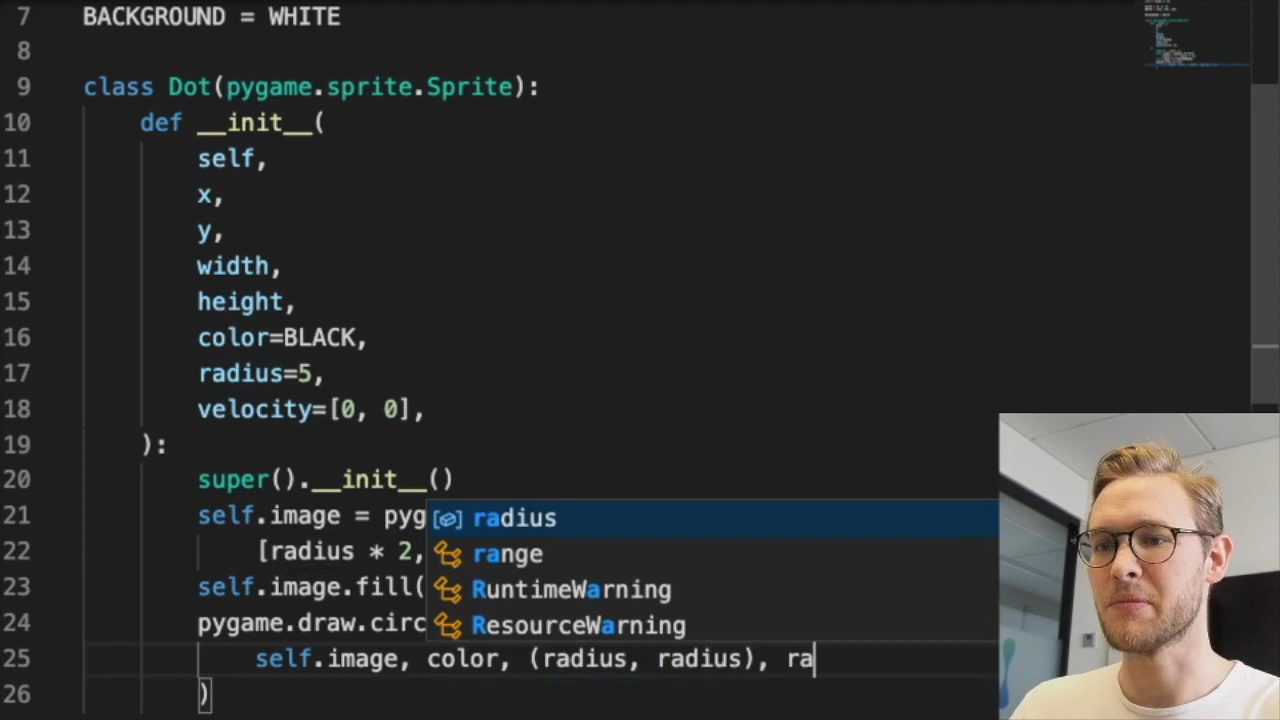 7 BACKGROUND = WHITE
8
9 class Dot(pygame.sprite.Sprite):
10 def __init__(
11 self,
12 x,
13 y,
14 width,
15 height,
16 color=BLACK,
17 radius=5,
18 velocity=[0, 0],
19 ):
20 super().__init__()
21 self.image = pyg
radius
22 [radius * 2,
range
23 self.image.fill(
RuntimeWarning
24 pygame.draw.circ
ResourceWarning
25 self.image, color, (radius, radius), ra
26 )